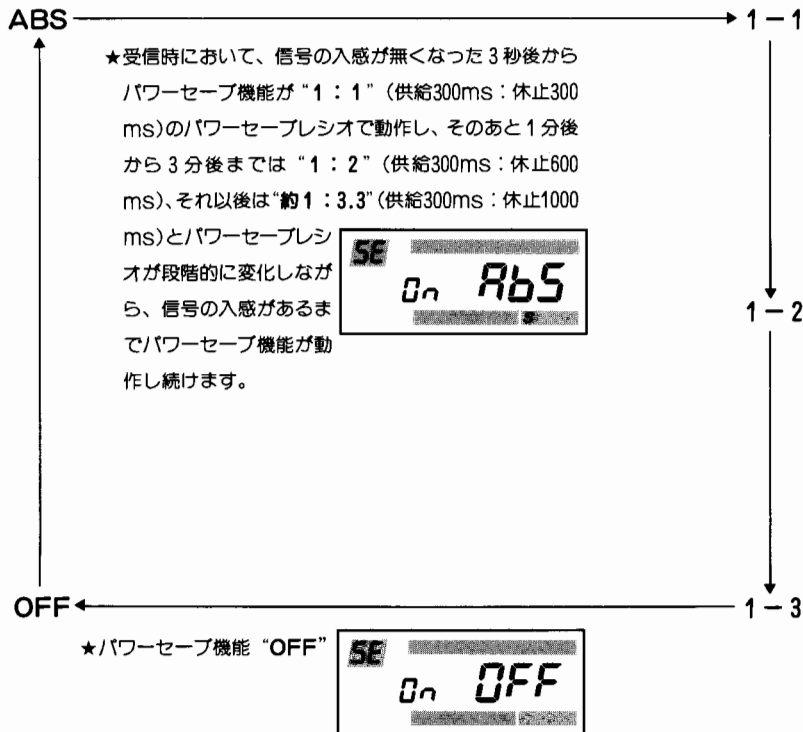 ABS
1-1
★受信時において、信号の入感が無くなった3秒後から
パワーセーブ機能が“1：1”（供給300ms：休止300
ms)のパワーセーブレシオで動作し、そのあと1分後
から3分後までは“1：2”（供給300ms：休止600
ms)、それ以後は“約1：3.3”(供給300ms：休止1000
ms)とパワーセーブレシ
オが段階的に変化しなが
ら、信号の入感があるま
でパワーセーブ機能が動
作し続けます。
SE
On AbS
S
1-2
OFF
1-3
★パワーセーブ機能“OFF”
SE
On OFF